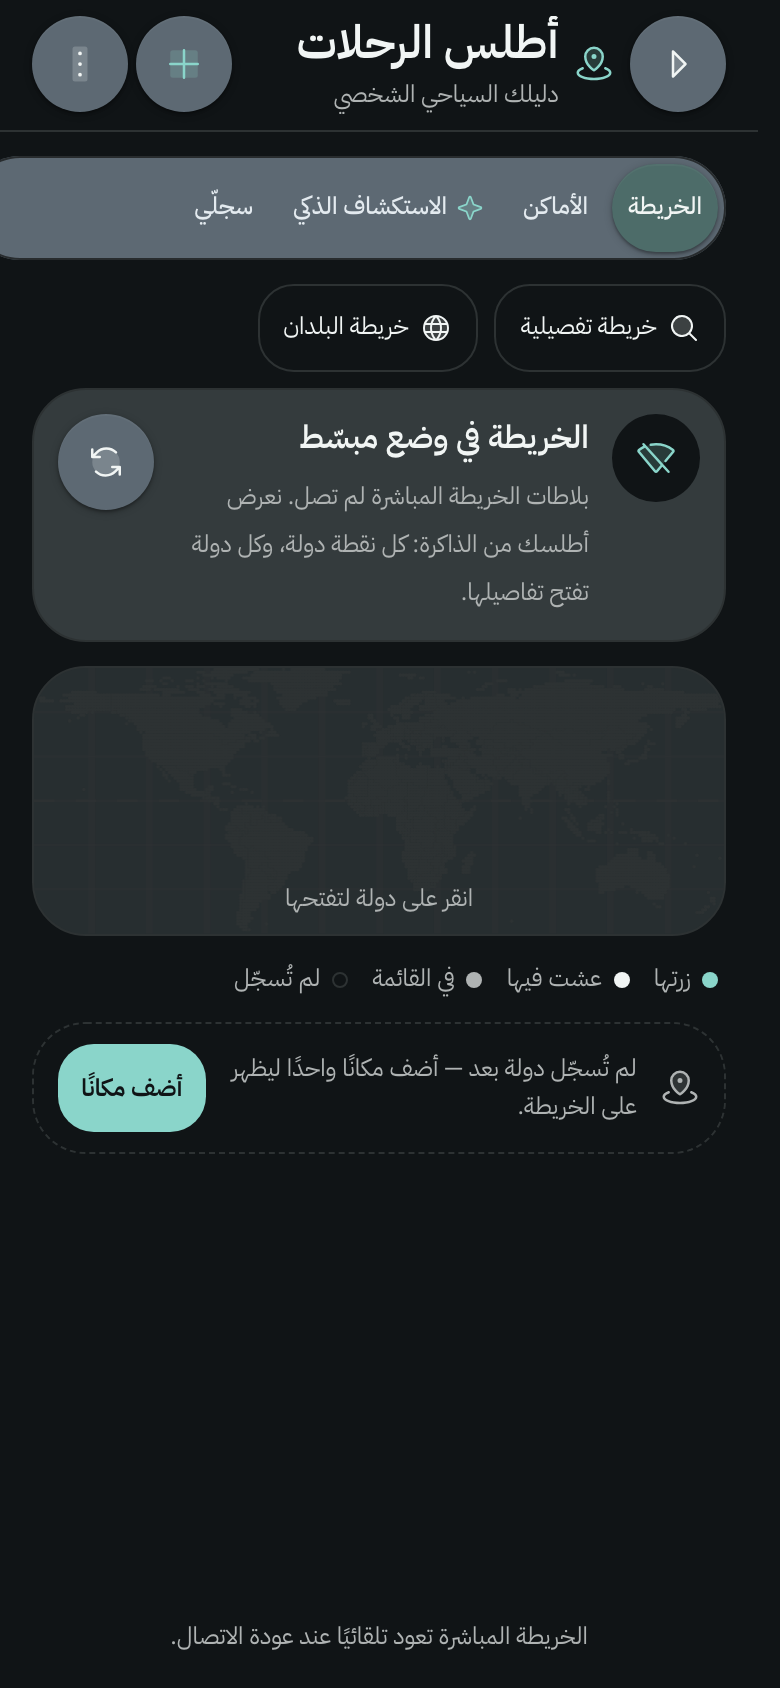 أطلس الرحلات
دليلك السياحي الشخصي
الخريطة
الأماكن
الاستكشاف الذكي
سجلّي
خريطة تفصيلية
خريطة البلدان
الخريطة في وضع مبسّط
بلاطات الخريطة المباشرة لم تصل. نعرض
أطلسك من الذاكرة: كل نقطة دولة، وكل دولة
تفتح تفاصيلها.
انقر على دولة لتفتحها
زرتها
عشت فيها
في القائمة
لم تُسجّل
لم تُسجّل دولة بعد — أضف مكانًا واحدًا ليظهر
على الخريطة.
أضف مكانًا
الخريطة المباشرة تعود تلقائيًا عند عودة الاتصال.